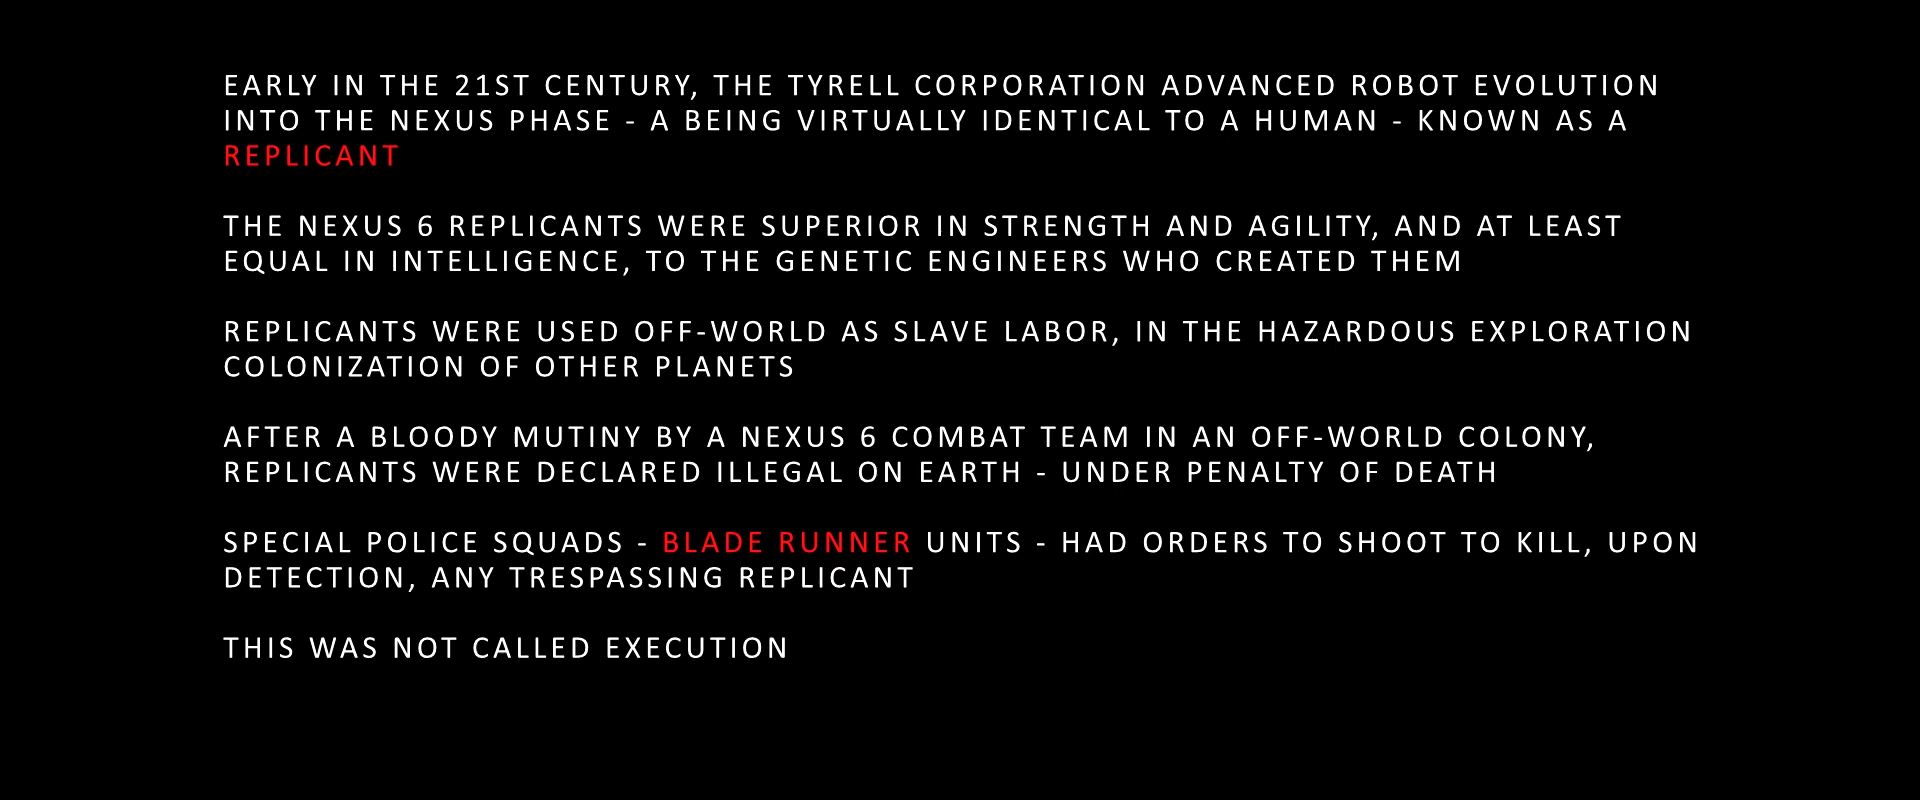 EARLY IN THE 21ST CENTURY, THE TYRELL CORPORATION ADVANCED ROBOT EVOLUTION
INTO THE NEXUS PHASE - A BEING VIRTUALLY IDENTICAL TO A HUMAN - KNOWN AS A
REPLICANT
THE NEXUS 6 REPLICANTS WERE SUPERIOR IN STRENGTH AND AGILITY, AND AT LEAST
EQUAL IN INTELLIGENCE, TO THE GENETIC ENGINEERS WHO CREATED THEM
REPLICANTS WERE USED OFF-WORLD AS SLAVE LABOR, IN THE HAZARDOUS EXPLORATION
COLONIZATION OF OTHER PLANETS
AFTER A BLOODY MUTINY BY A NEXUS 6 COMBAT TEAM IN AN OFF-WORLD COLONY,
REPLICANTS WERE DECLARED ILLEGAL ON EARTH - UNDER PENALTY OF DEATH
SPECIAL POLICE SQUADS - BLADE RUNNER UNITS - HAD ORDERS TO SHOOT TO KILL, UPON
DETECTION, ANY TRESPASSING REPLICANT
THIS WAS NOT CALLED EXECUTION